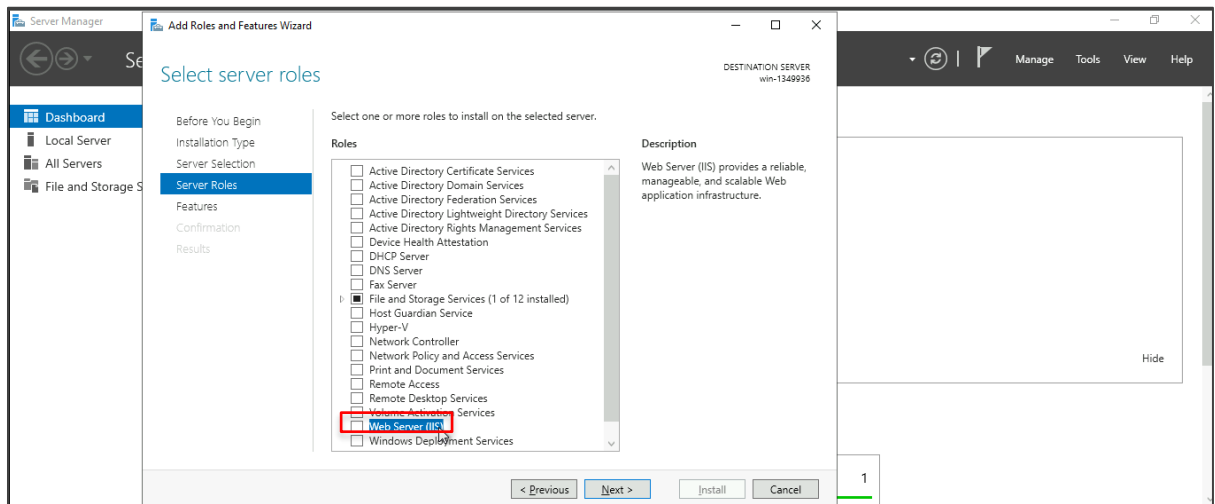 Server Manager
Add Roles and Features Wizard
Manage
Tools
View
Help
Dashboard
Local Server
All Servers
File and Storage S
Select server roles
DESTINATION SERVER
win-1349936
Before You Begin
Installation Type
Server Selection
Server Roles
Features
Confirmation
Results
Select one or more roles to install on the selected server.
Roles
Active Directory Certificate Services
Active Directory Domain Services
Active Directory Federation Services
Active Directory Lightweight Directory Services
Active Directory Rights Management Services
Device Health Attestation
DHCP Server
DNS Server
Fax Server
File and Storage Services (1 of 12 installed)
Host Guardian Service
Hyper-V
Network Controller
Network Policy and Access Services
Print and Document Services
Remote Access
Remote Desktop Services
Volume Activation Services
Web Server (IIS)
Windows Deployment Services
Description
Web Server (IIS) provides a reliable,
manageable, and scalable Web
application infrastructure.
Hide
< Previous
Next >
Install
Cancel
1